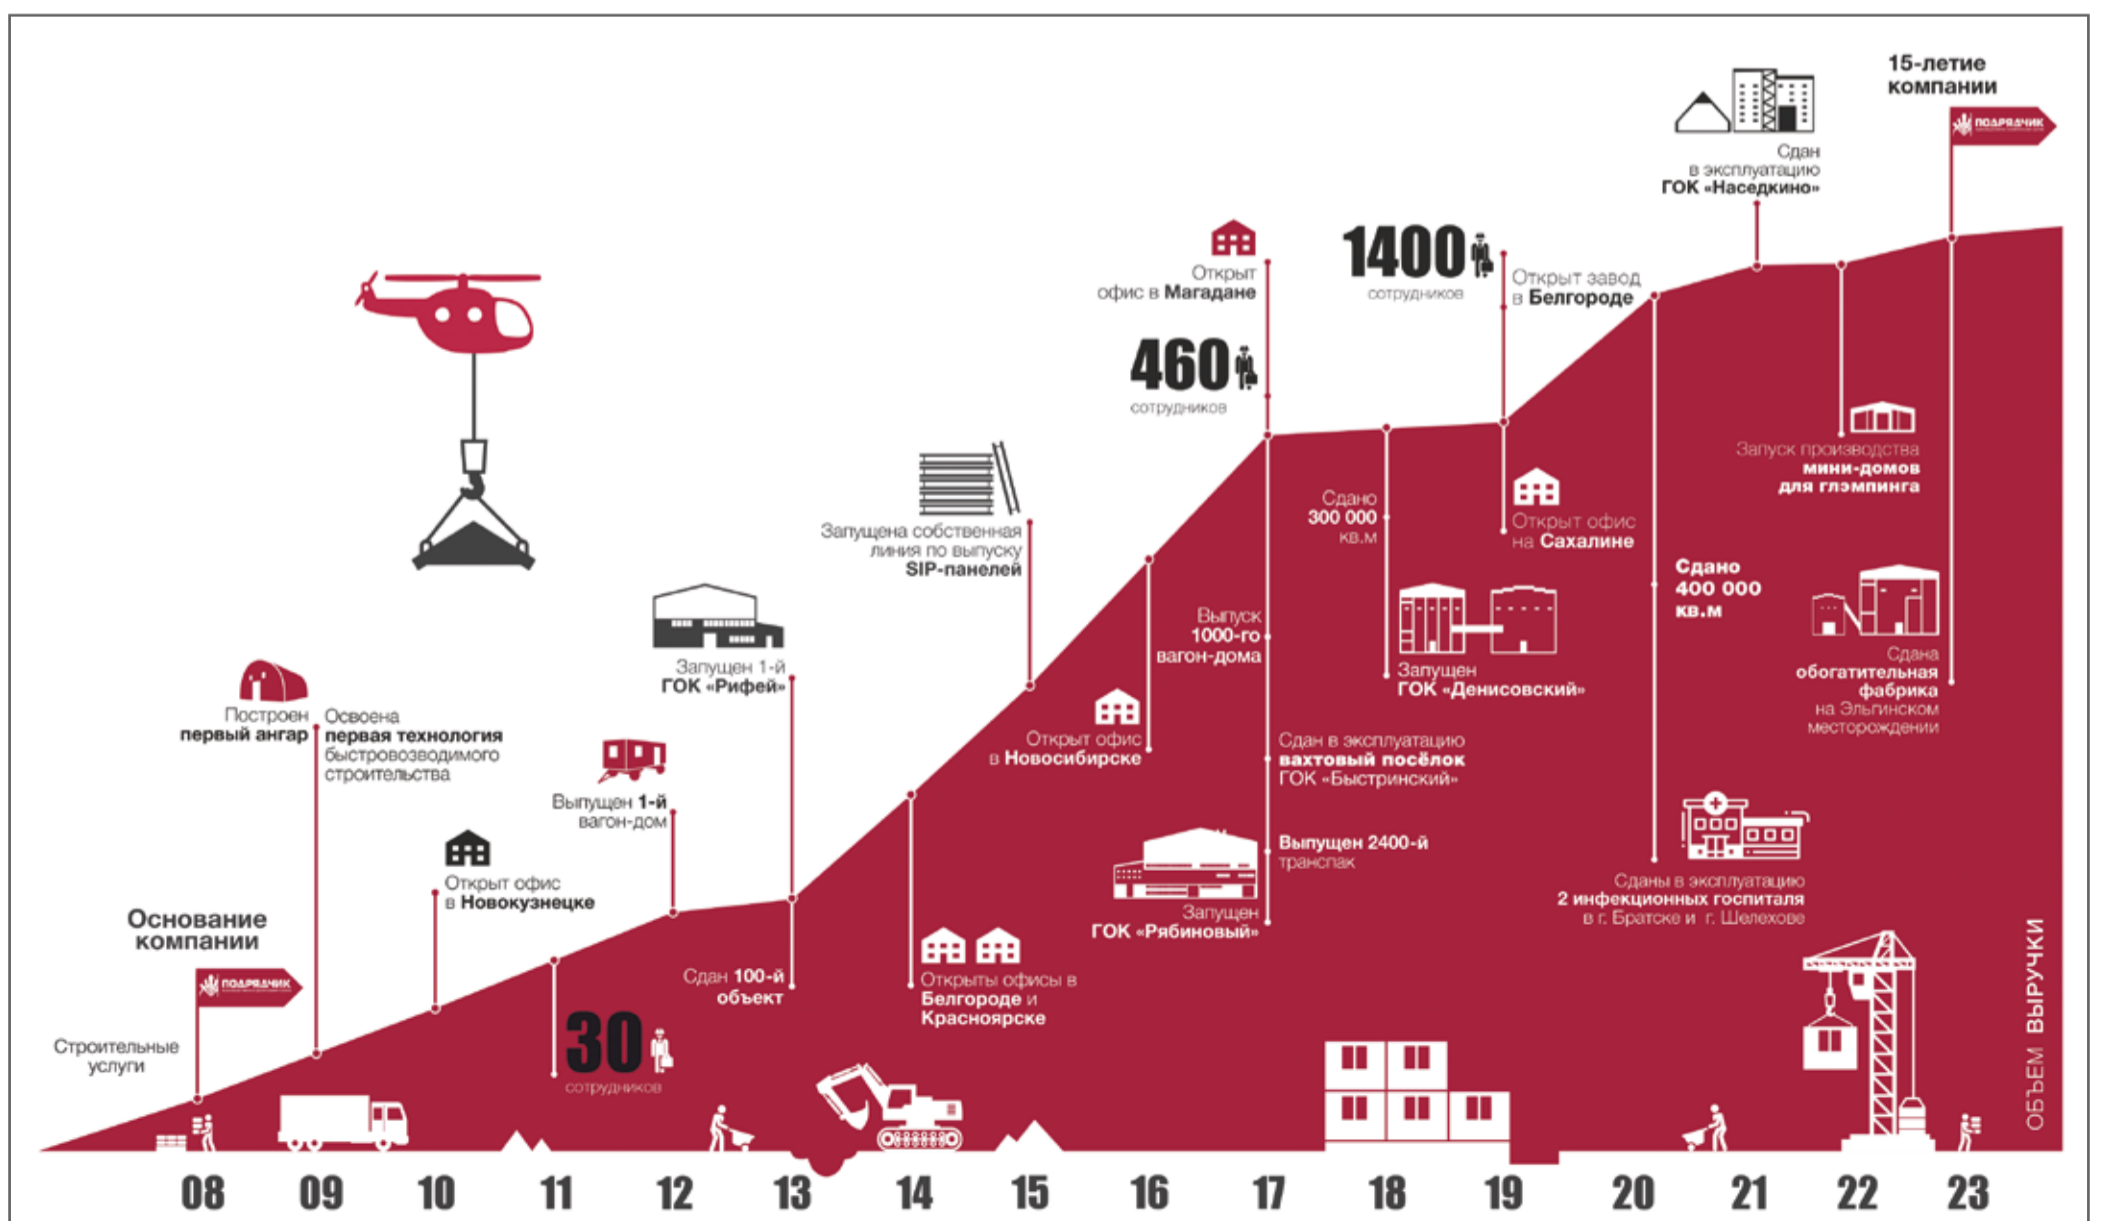 Основание
компании
ПОДРЯДЧИК
Строительные
услуги
Построен
первый ангар
Освоена
первая технология
быстровозводимого
строительства
Открыт офис
в Новокузнецке
30
сотрудников
Выпущен 1-й
вагон-дом
Запущен 1-й
ГОК «Рифей»
Сдан 100-й
объект
Открыты офисы в
Белгороде и
Красноярске
Запущена собственная
линия по выпуску
SIP-панелей
Открыт офис
в Новосибирске
Открыт
офис в Магадане
460
сотрудников
Выпуск
1000-го
вагон-дома
Сдан в эксплуатацию
вахтовый посёлок
ГОК «Быстринский»
Выпущен 2400-й
транспак
Запущен
ГОК «Рябиновый»
Сдано
300 000
кв.м
Запущен
ГОК «Денисовский»
1400
сотрудников
Открыт завод
в Белгороде
Открыт офис
на Сахалине
Сдано
400 000
кв.м
Сданы в эксплуатацию
2 инфекционных госпиталя
в г. Братске и г. Шелехове
Сдан
в эксплуатацию
ГОК «Наседкино»
Запуск производства
мини-домов
для глэмпинга
15-летие
компании
ПОДРЯДЧИК
Сдана
обогатительная
фабрика
на Эльгинском
месторождении
ОБЪЕМ ВЫРУЧКИ
08 09 10 11 12 13 14 15 16 17 18 19 20 21 22 23